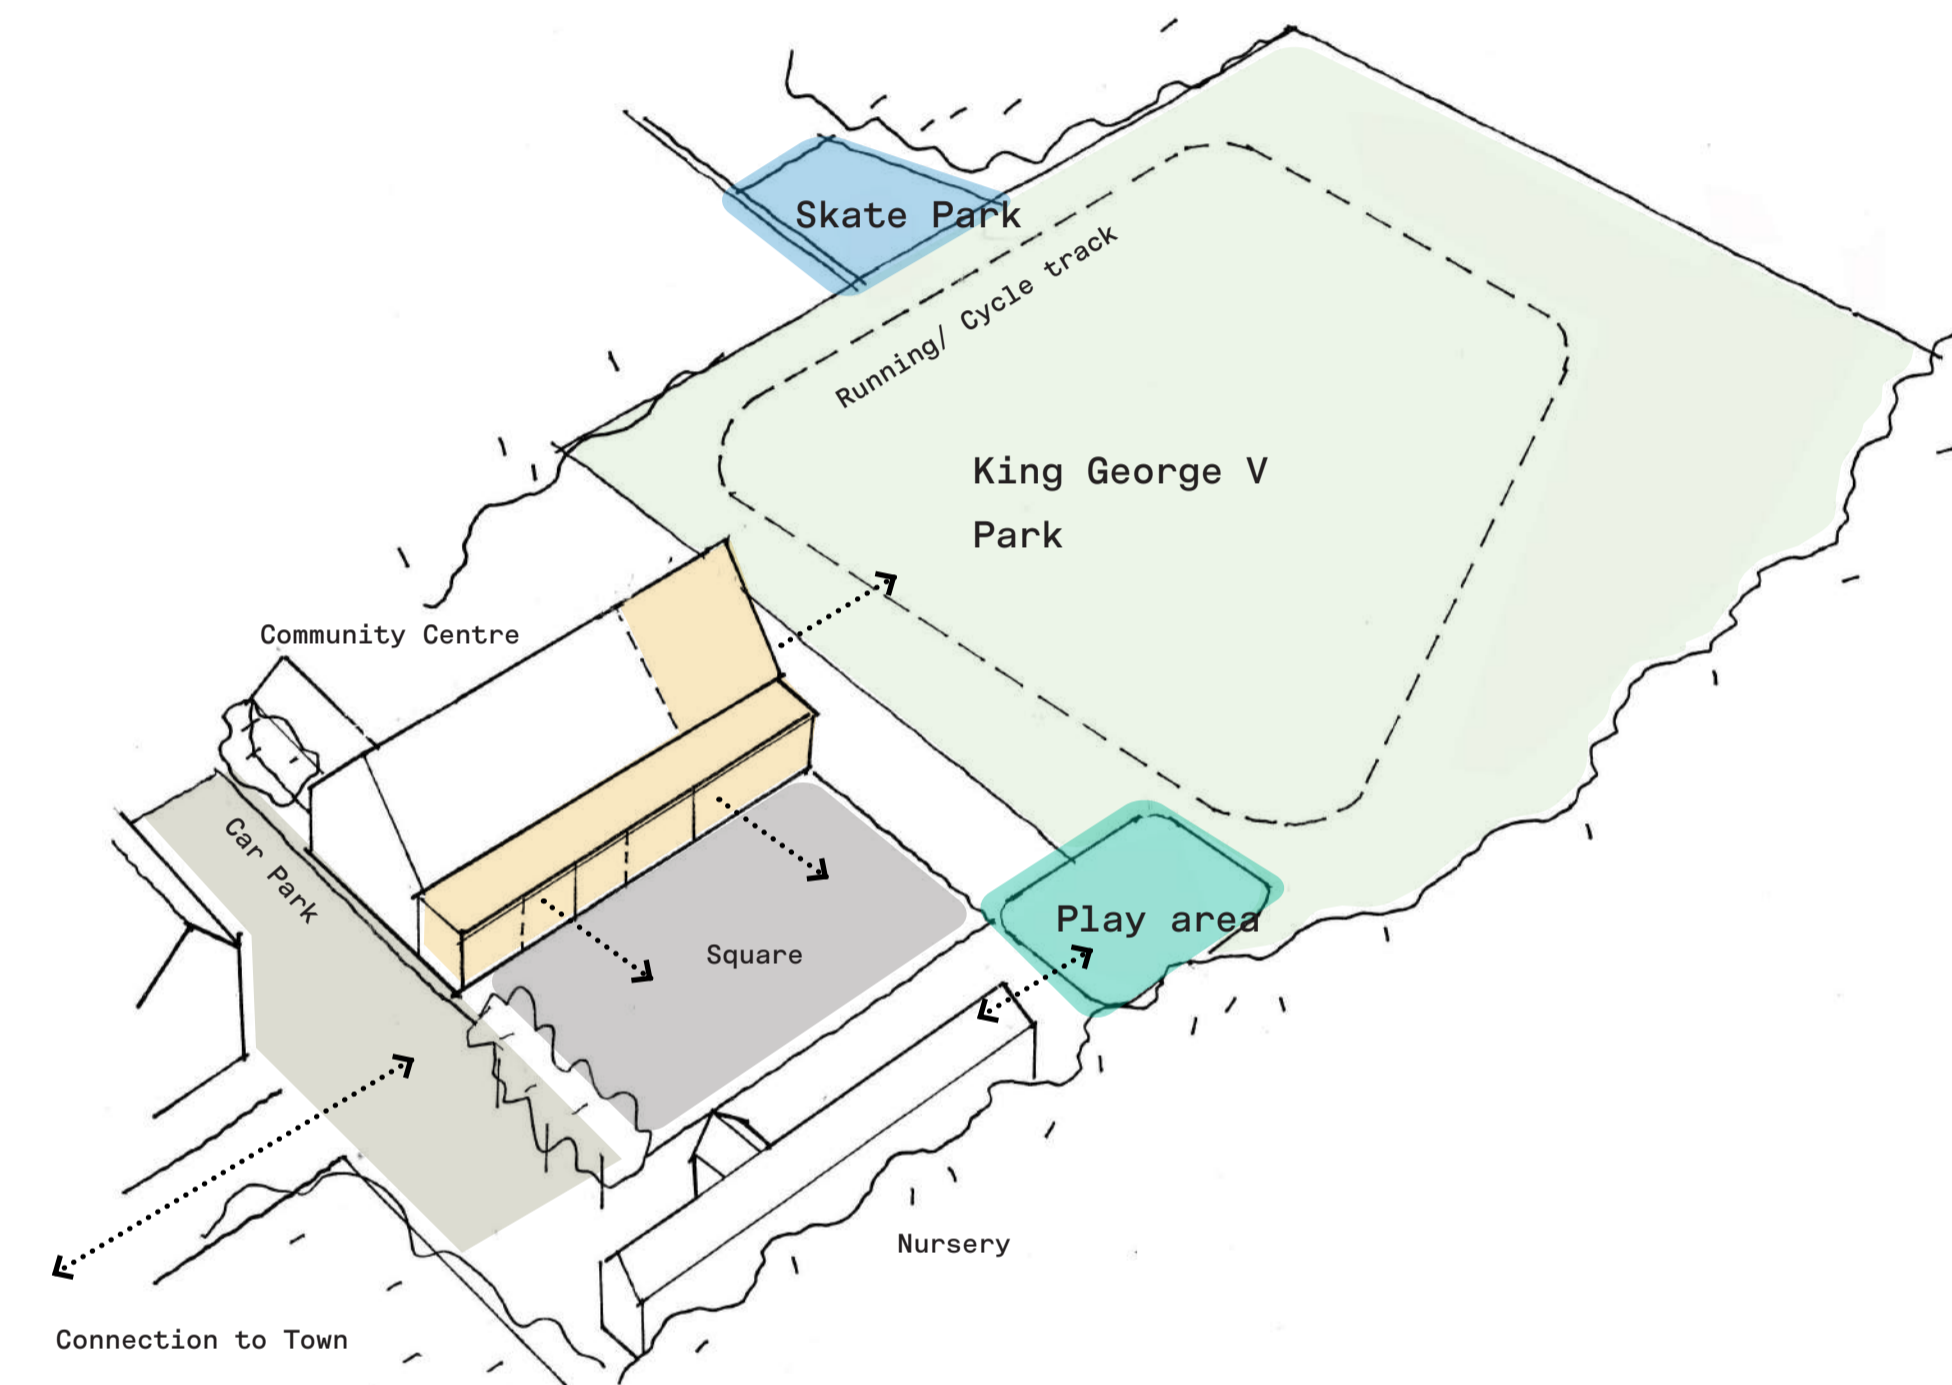 Skate Park
Running/ Cycle track
King George V
Park
Community Centre
Car Park
Play area
Square
Nursery
Connection to Town